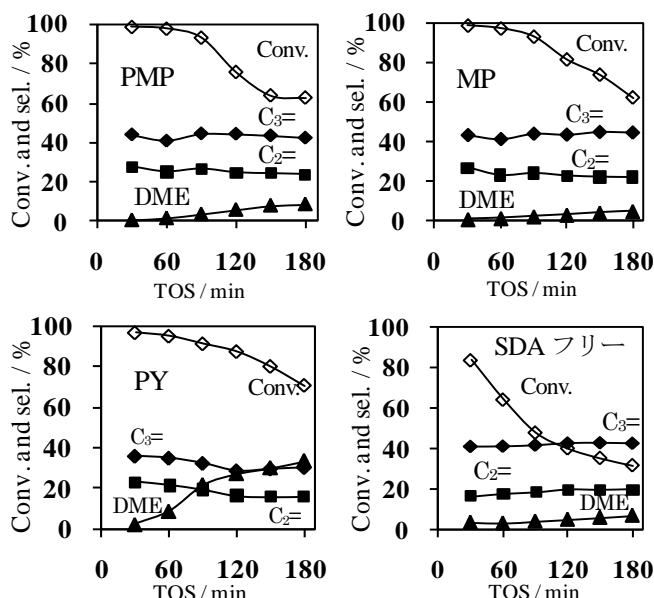 100
80
60
40
20
0
Conv. and sel. / %
PMP
Conv.
C3=
C2=
DME
0 60 120 180
TOS / min
100
80
60
40
20
0
Conv. and sel. / %
MP
Conv.
C3=
C2=
DME
0 60 120 180
TOS / min
100
80
60
40
20
0
Conv. and sel. / %
PY
Conv.
C3=
DME
C2=
0 60 120 180
TOS / min
100
80
60
40
20
0
Conv. and sel. / %
SDA フリー
Conv.
C3=
C2=
DME
0 60 120 180
TOS / min